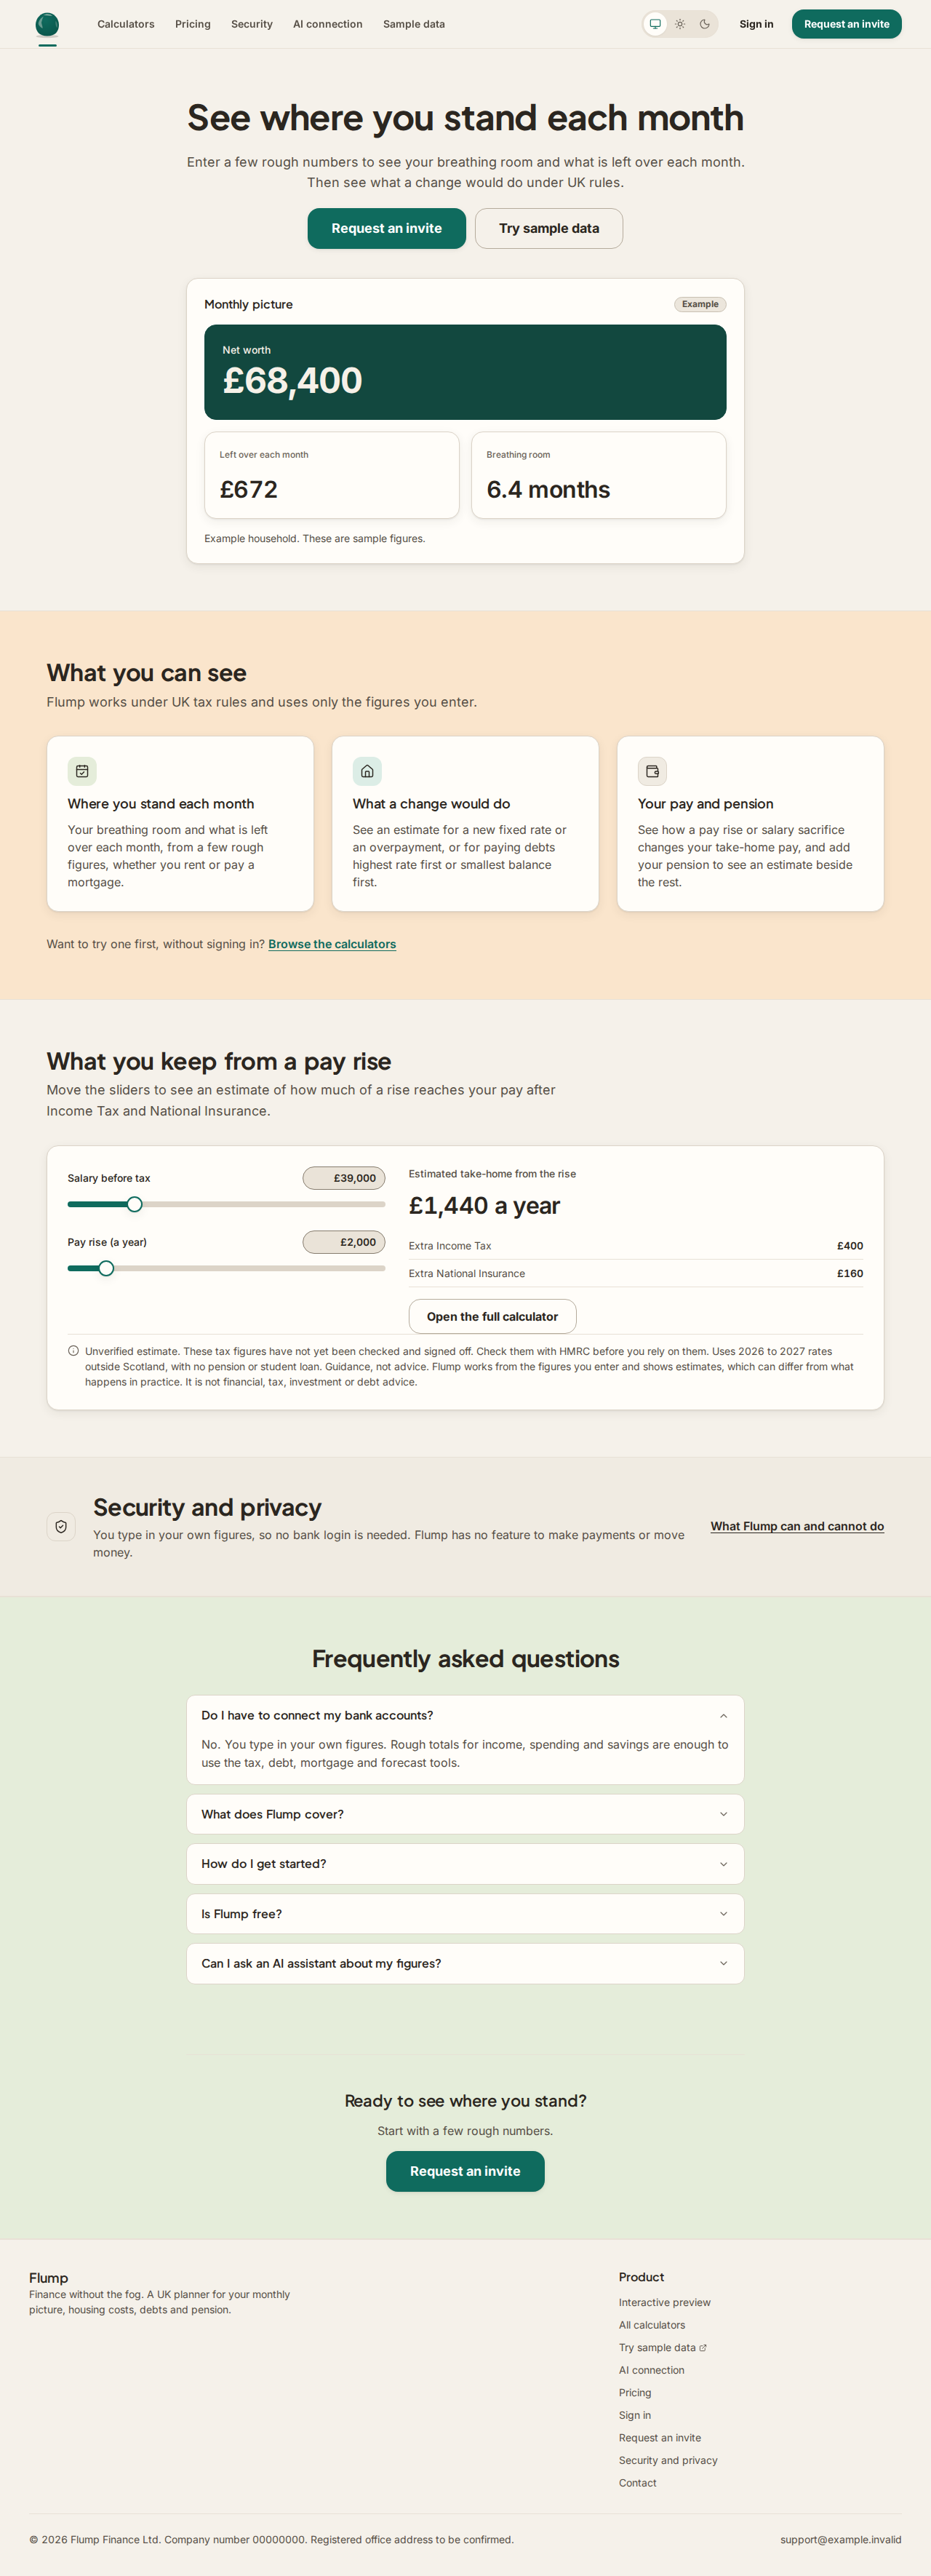 Calculators
Pricing
Security
AI connection
Sample data
Sign in
Request an invite
See where you stand each month
Enter a few rough numbers to see your breathing room and what is left over each month.
Then see what a change would do under UK rules.
Request an invite
Try sample data
Monthly picture
Example
Net worth
£68,400
Left over each month
£672
Breathing room
6.4 months
Example household. These are sample figures.
What you can see
Flump works under UK tax rules and uses only the figures you enter.
Where you stand each month
Your breathing room and what is left
over each month, from a few rough
figures, whether you rent or pay a
mortgage.
What a change would do
See an estimate for a new fixed rate or
an overpayment, or for paying debts
highest rate first or smallest balance
first.
Your pay and pension
See how a pay rise or salary sacrifice
changes your take-home pay, and add
your pension to see an estimate beside
the rest.
Want to try one first, without signing in? Browse the calculators
What you keep from a pay rise
Move the sliders to see an estimate of how much of a rise reaches your pay after
Income Tax and National Insurance.
Salary before tax
£39,000
Pay rise (a year)
£2,000
Estimated take-home from the rise
£1,440 a year
Extra Income Tax
£400
Extra National Insurance
£160
Open the full calculator
Unverified estimate. These tax figures have not yet been checked and signed off. Check them with HMRC before you rely on them. Uses 2026 to 2027 rates
outside Scotland, with no pension or student loan. Guidance, not advice. Flump works from the figures you enter and shows estimates, which can differ from what
happens in practice. It is not financial, tax, investment or debt advice.
Security and privacy
You type in your own figures, so no bank login is needed. Flump has no feature to make payments or move
money.
What Flump can and cannot do
Frequently asked questions
Do I have to connect my bank accounts?
No. You type in your own figures. Rough totals for income, spending and savings are enough to
use the tax, debt, mortgage and forecast tools.
What does Flump cover?
How do I get started?
Is Flump free?
Can I ask an AI assistant about my figures?
Ready to see where you stand?
Start with a few rough numbers.
Request an invite
Flump
Finance without the fog. A UK planner for your monthly
picture, housing costs, debts and pension.
Product
Interactive preview
All calculators
Try sample data
AI connection
Pricing
Sign in
Request an invite
Security and privacy
Contact
© 2026 Flump Finance Ltd. Company number 00000000. Registered office address to be confirmed.
support@example.invalid